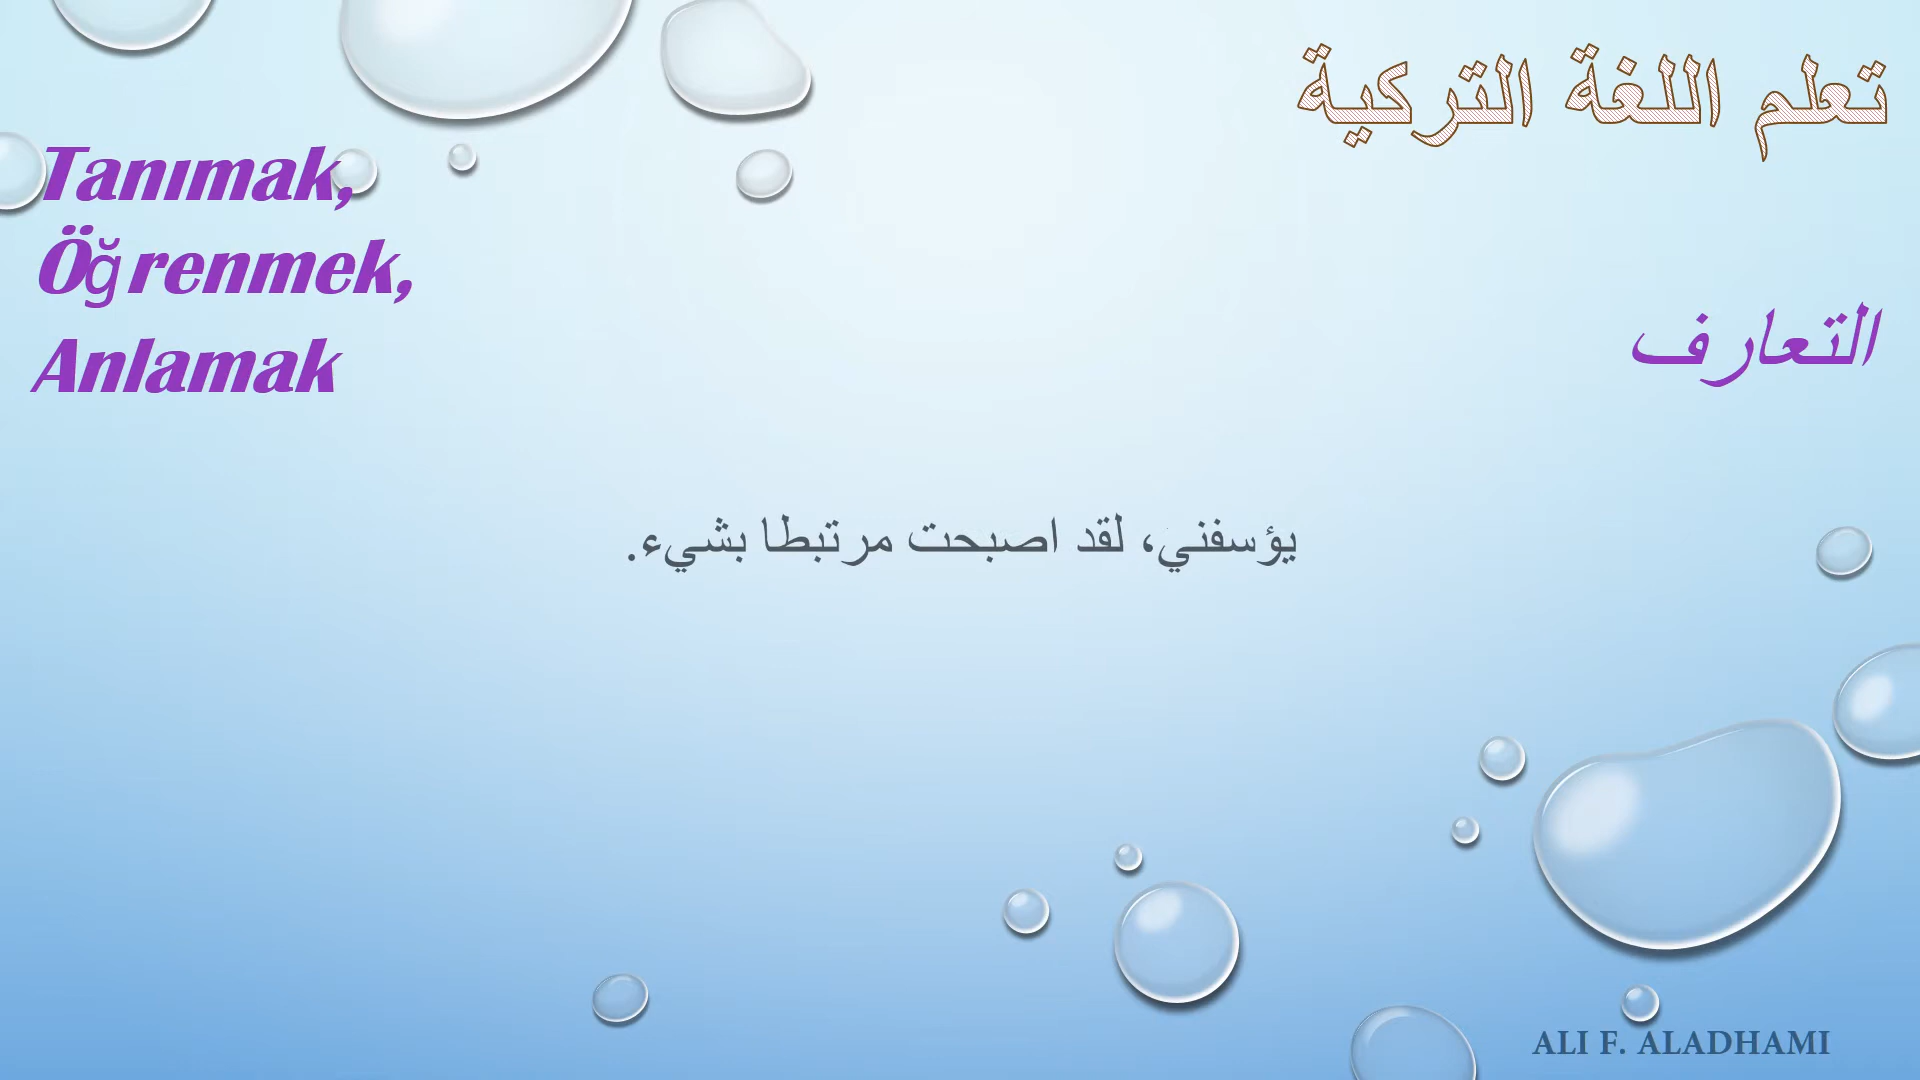 تعلم اللغة التركية
Tanımak,
Öğrenmek,
Anlamak
التعارف
يؤسفني، لقد اصبحت مرتبطا بشيء.
ALI F. ALADHAMI